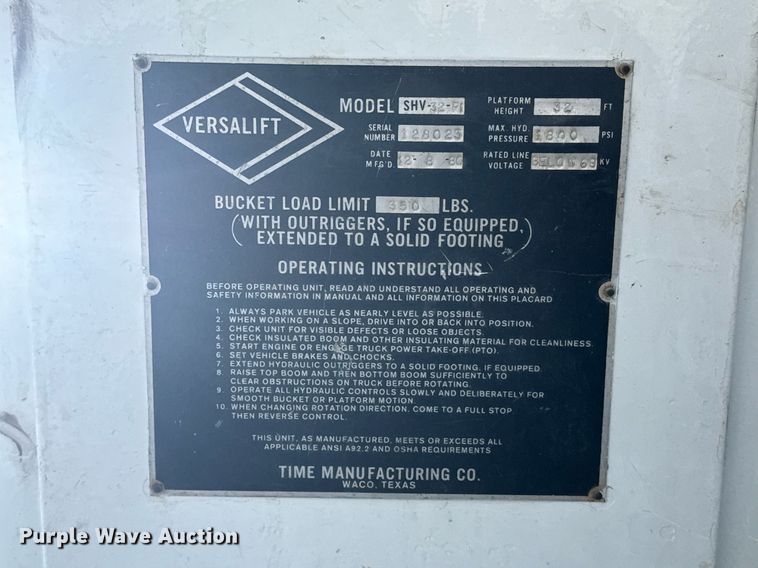 VERSALIFT
MODEL SHV-32-
PLATFORM HEIGHT 32 FT
SERIAL NUMBER 128023
MAX. HYD. PRESSURE 1800 PSI
DATE MFG'D 12-8-
RATED LINE VOLTAGE KV
BUCKET LOAD LIMIT 350 LBS.
(WITH OUTRIGGERS, IF SO EQUIPPED,
EXTENDED TO A SOLID FOOTING)
OPERATING INSTRUCTIONS
BEFORE OPERATING UNIT, READ AND UNDERSTAND ALL OPERATING AND
SAFETY INFORMATION IN MANUAL AND ALL INFORMATION ON THIS PLACARD
1. ALWAYS PARK VEHICLE AS NEARLY LEVEL AS POSSIBLE.
2. WHEN WORKING ON A SLOPE, DRIVE INTO OR BACK INTO POSITION.
3. CHECK UNIT FOR VISIBLE DEFECTS OR LOOSE OBJECTS.
4. CHECK INSULATED BOOM AND OTHER INSULATING MATERIAL FOR CLEANLINESS.
5. START ENGINE OR ENGAGE TRUCK POWER TAKE-OFF (PTO).
6. SET VEHICLE BRAKES AND CHOCKS.
7. EXTEND HYDRAULIC OUTRIGGERS TO A SOLID FOOTING, IF EQUIPPED.
8. RAISE TOP BOOM AND THEN BOTTOM BOOM SUFFICIENTLY TO
CLEAR OBSTRUCTIONS ON TRUCK BEFORE ROTATING.
9. OPERATE ALL HYDRAULIC CONTROLS SLOWLY AND DELIBERATELY FOR
SMOOTH BUCKET OR PLATFORM MOTION.
10. WHEN CHANGING ROTATION DIRECTION, COME TO A FULL STOP
THEN REVERSE CONTROL.
THIS UNIT, AS MANUFACTURED, MEETS OR EXCEEDS ALL
APPLICABLE ANSI A92.2 AND OSHA REQUIREMENTS
TIME MANUFACTURING CO.
WACO, TEXAS
Purple Wave Auction